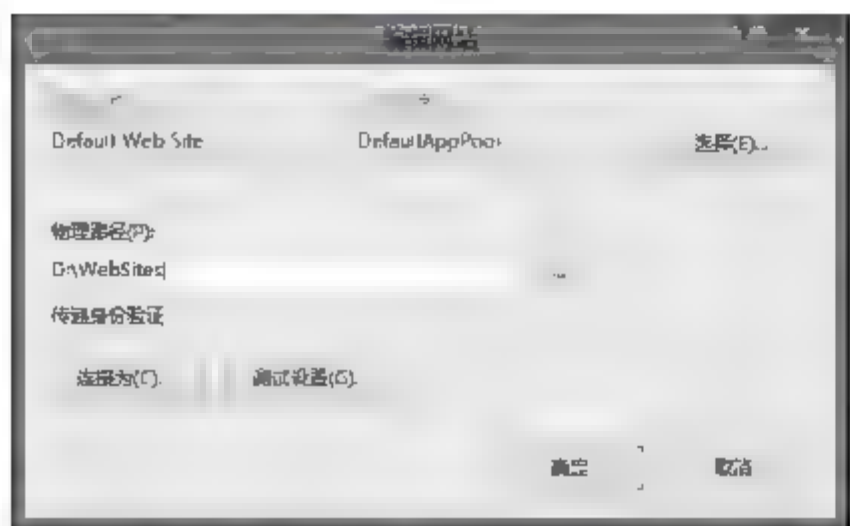 编辑网站
Default Web Site DefaultAppPool 选择(E)...
物理路径(P):
D:\WebSites
...
传递身份验证
连接为(C)... 测试设置(G)...
确定 取消